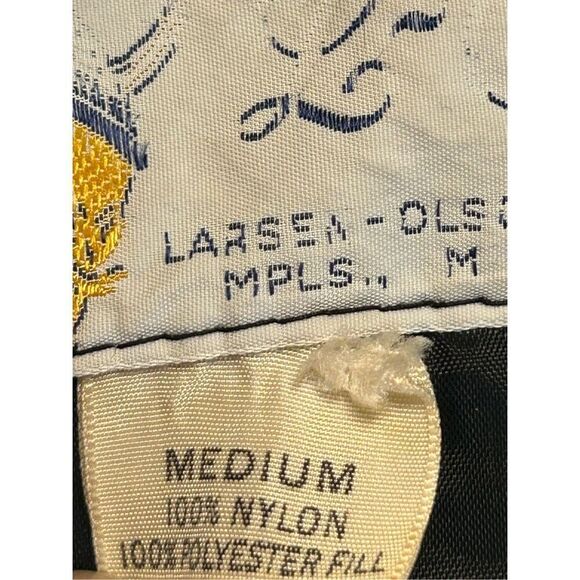 LARSEN-OLS
MPLS., M
MEDIUM
100% NYLON
100% POLYESTER FILL